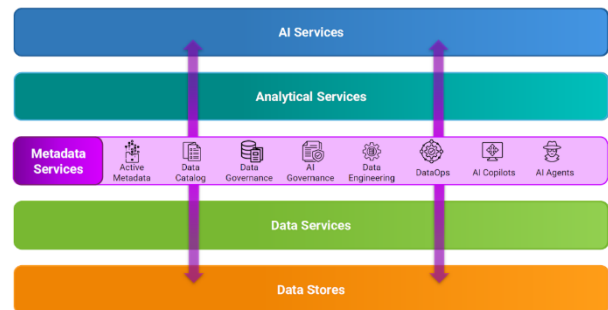 AI Services
Analytical Services
Metadata
Services
Active
Metadata
Data
Catalog
Data
Governance
AI
Governance
Data
Engineering
DataOps
AI Copilots
AI Agents
Data Services
Data Stores